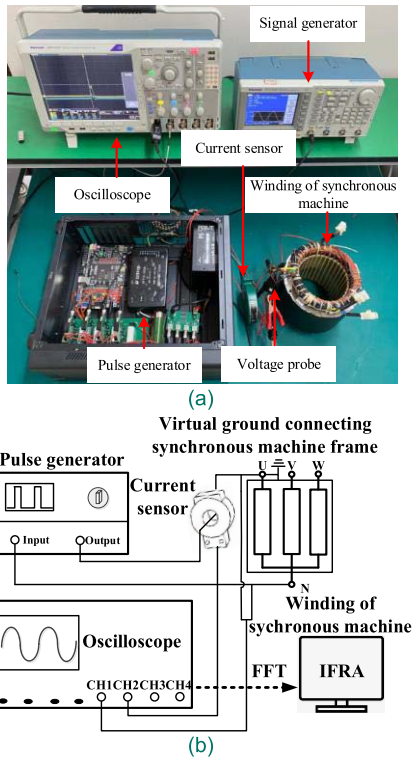 Signal generator
Current sensor
Oscilloscope
Winding of synchronous
machine
Pulse generator
Voltage probe
(a)
Virtual ground connecting
synchronous machine frame
Pulse generator
Current
sensor
U V W
Input
Output
N
Winding of
sychronous machine
Oscilloscope
CH1 CH2 CH3 CH4
FFT
IFRA
(b)